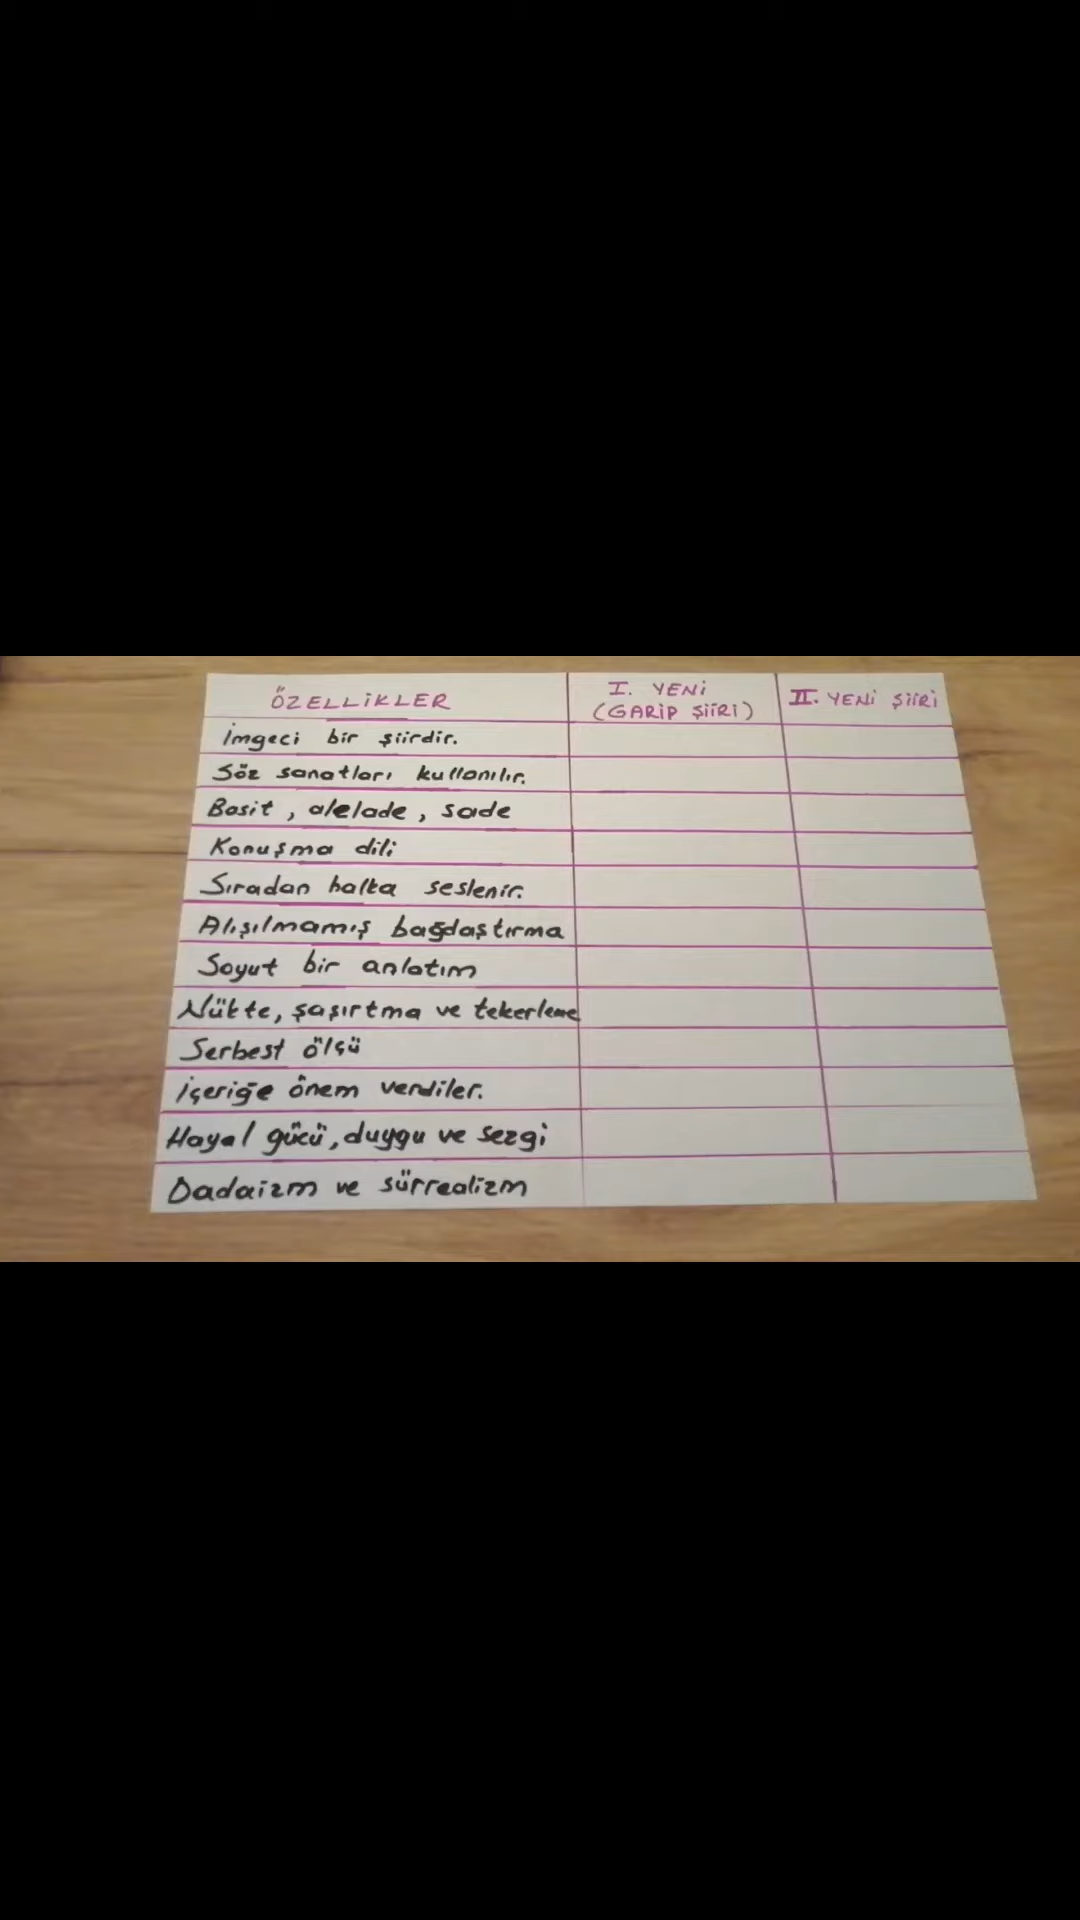 ÖZELLİKLER
I. YENİ
(GARİP ŞİİRİ)
II. YENİ ŞİİRİ
İmgeci bir şiirdir.
Söz sanatları kullanılır.
Basit, alelade, sade
Konuşma dili
Sıradan halka seslenir.
Alışılmamış bağdaştırma
Soyut bir anlatım
Nükte, şaşırtma ve tekerleme
Serbest ölçü
İçeriğe önem verdiler.
Hayal gücü, duygu ve sezgi
Dadaizm ve sürrealizm